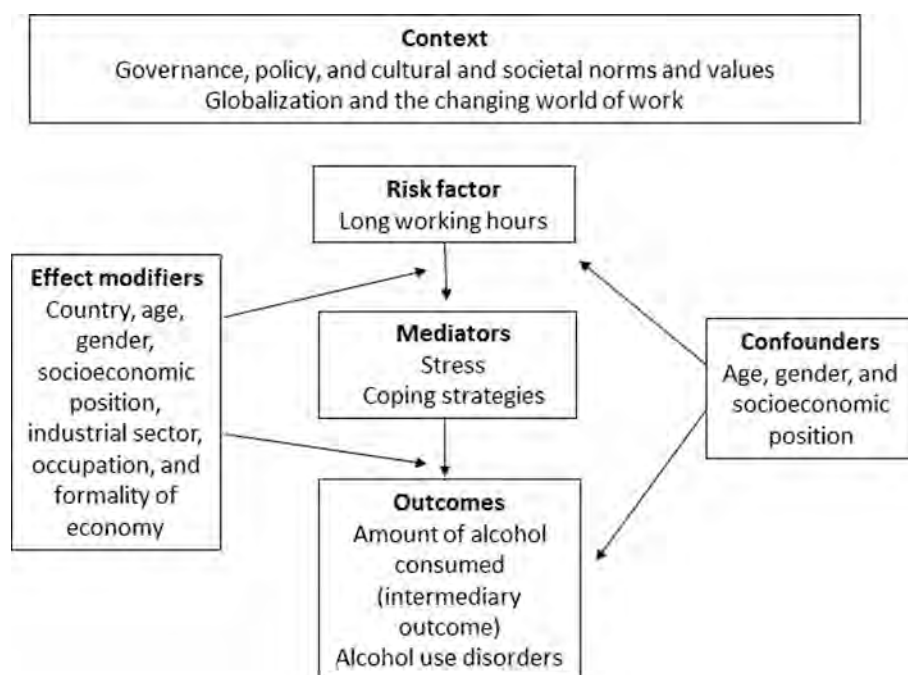 Context
Governance, policy, and cultural and societal norms and values
Globalization and the changing world of work
Risk factor
Long working hours
Effect modifiers
Country, age,
gender,
socioeconomic
position,
industrial sector,
occupation, and
formality of
economy
Mediators
Stress
Coping strategies
Confounders
Age, gender, and
socioeconomic
position
Outcomes
Amount of alcohol
consumed
(intermediary
outcome)
Alcohol use disorders